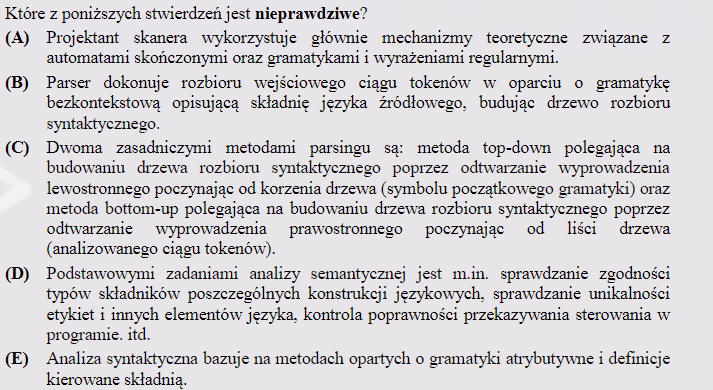 Które z poniższych stwierdzeń jest nieprawdziwe?
(A) Projektant skanera wykorzystuje głównie mechanizmy teoretyczne związane z
automatami skończonymi oraz gramatykami i wyrażeniami regularnymi.
(B) Parser dokonuje rozbioru wejściowego ciągu tokenów w oparciu o gramatykę
bezkontekstową opisującą składnię języka źródłowego, budując drzewo rozbioru
syntaktycznego.
(C) Dwoma zasadniczymi metodami parsingu są: metoda top-down polegająca na
budowaniu drzewa rozbioru syntaktycznego poprzez odtwarzanie wyprowadzenia
lewostronnego poczynając od korzenia drzewa (symbolu początkowego gramatyki) oraz
metoda bottom-up polegająca na budowaniu drzewa rozbioru syntaktycznego poprzez
odtwarzanie wyprowadzenia prawostronnego poczynając od liści drzewa
(analizowanego ciągu tokenów).
(D) Podstawowymi zadaniami analizy semantycznej jest m.in. sprawdzanie zgodności
typów składników poszczególnych konstrukcji językowych, sprawdzanie unikalności
etykiet i innych elementów języka, kontrola poprawności przekazywania sterowania w
programie. itd.
(E) Analiza syntaktyczna bazuje na metodach opartych o gramatyki atrybutywne i definicje
kierowane składnią.